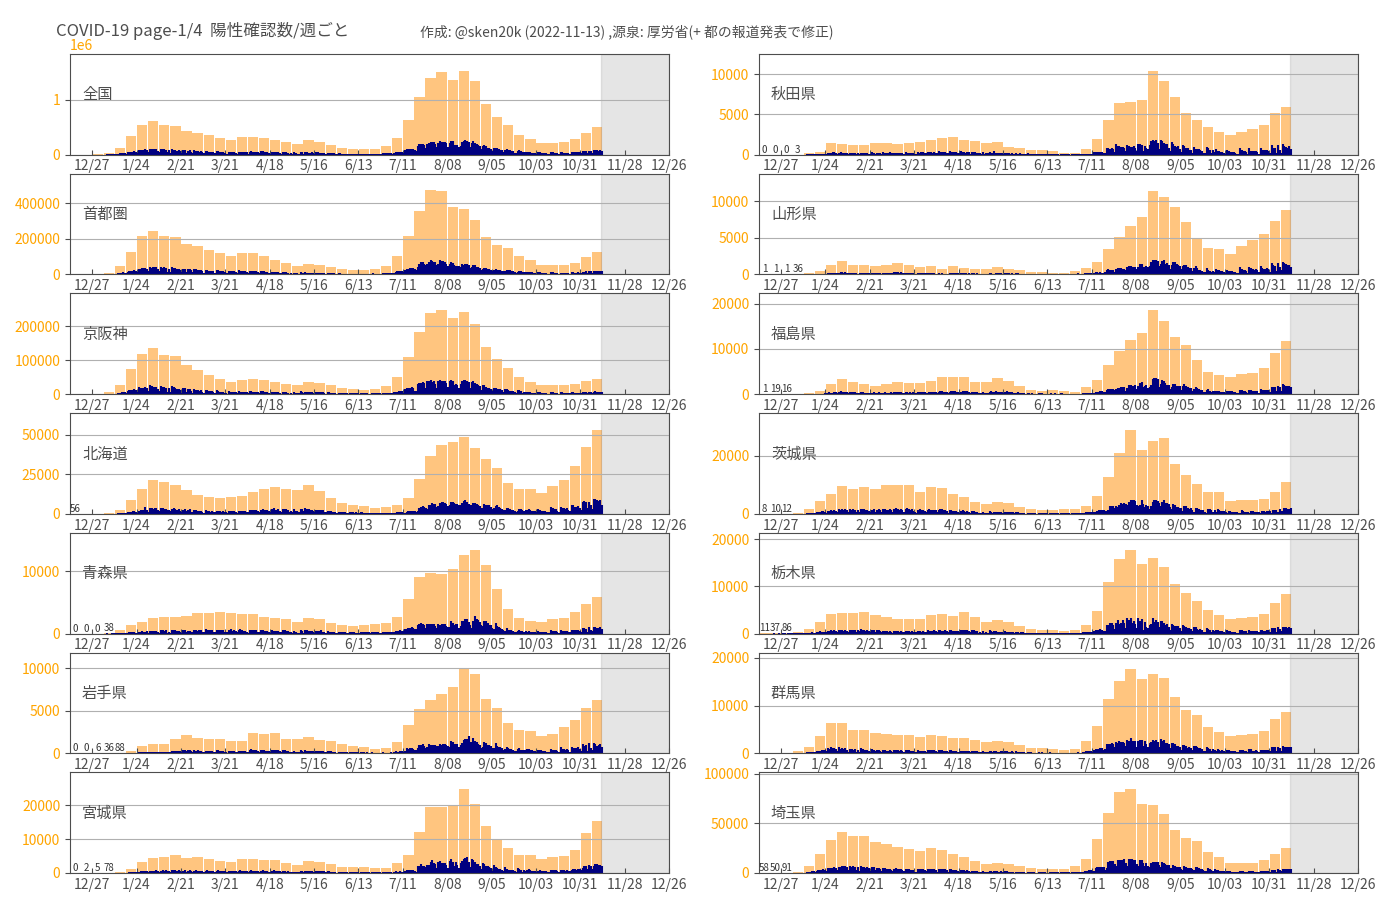 COVID-19 page-1/4 陽性確認数/週ごと 作成: @sken20k (2022-11-13) ,源泉: 厚労省(+ 都の報道発表で修正)
1e6
全国
1
0
12/27 1/24 2/21 3/21 4/18 5/16 6/13 7/11 8/08 9/05 10/03 10/31 11/28 12/26
秋田県
10000
5000
0
0 0,0 3
12/27 1/24 2/21 3/21 4/18 5/16 6/13 7/11 8/08 9/05 10/03 10/31 11/28 12/26
首都圏
400000
200000
0
12/27 1/24 2/21 3/21 4/18 5/16 6/13 7/11 8/08 9/05 10/03 10/31 11/28 12/26
山形県
10000
5000
0
1 1,1 36
12/27 1/24 2/21 3/21 4/18 5/16 6/13 7/11 8/08 9/05 10/03 10/31 11/28 12/26
京阪神
200000
100000
0
12/27 1/24 2/21 3/21 4/18 5/16 6/13 7/11 8/08 9/05 10/03 10/31 11/28 12/26
福島県
20000
10000
0
1 19,16
12/27 1/24 2/21 3/21 4/18 5/16 6/13 7/11 8/08 9/05 10/03 10/31 11/28 12/26
北海道
50000
25000
0
56
12/27 1/24 2/21 3/21 4/18 5/16 6/13 7/11 8/08 9/05 10/03 10/31 11/28 12/26
茨城県
20000
0
8 10,12
12/27 1/24 2/21 3/21 4/18 5/16 6/13 7/11 8/08 9/05 10/03 10/31 11/28 12/26
青森県
10000
0
0 0,0 38
12/27 1/24 2/21 3/21 4/18 5/16 6/13 7/11 8/08 9/05 10/03 10/31 11/28 12/26
栃木県
20000
10000
0
1137,86
12/27 1/24 2/21 3/21 4/18 5/16 6/13 7/11 8/08 9/05 10/03 10/31 11/28 12/26
岩手県
10000
5000
0
0 0,6 3688
12/27 1/24 2/21 3/21 4/18 5/16 6/13 7/11 8/08 9/05 10/03 10/31 11/28 12/26
群馬県
20000
10000
0
12/27 1/24 2/21 3/21 4/18 5/16 6/13 7/11 8/08 9/05 10/03 10/31 11/28 12/26
宮城県
20000
10000
0
0 2,5 78
12/27 1/24 2/21 3/21 4/18 5/16 6/13 7/11 8/08 9/05 10/03 10/31 11/28 12/26
埼玉県
100000
50000
0
5850,91
12/27 1/24 2/21 3/21 4/18 5/16 6/13 7/11 8/08 9/05 10/03 10/31 11/28 12/26